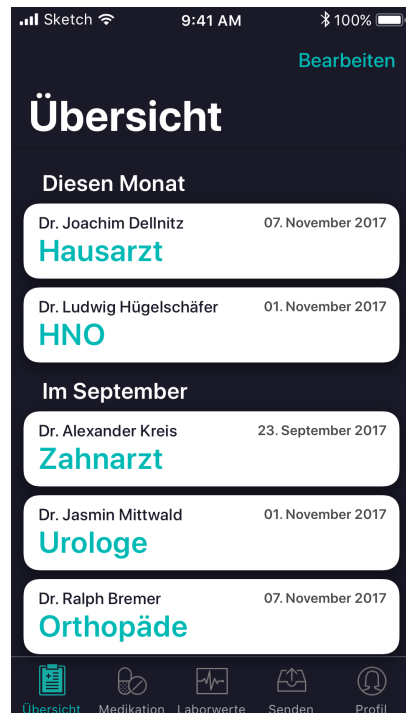 Sketch 9:41 AM 100%
Bearbeiten
Übersicht
Diesen Monat
Dr. Joachim Dellnitz 07. November 2017
Hausarzt
Dr. Ludwig Hügelschäfer 01. November 2017
HNO
Im September
Dr. Alexander Kreis 23. September 2017
Zahnarzt
Dr. Jasmin Mittwald 01. November 2017
Urologe
Dr. Ralph Bremer 07. November 2017
Orthopäde
Übersicht Medikation Laborwerte Senden Profil